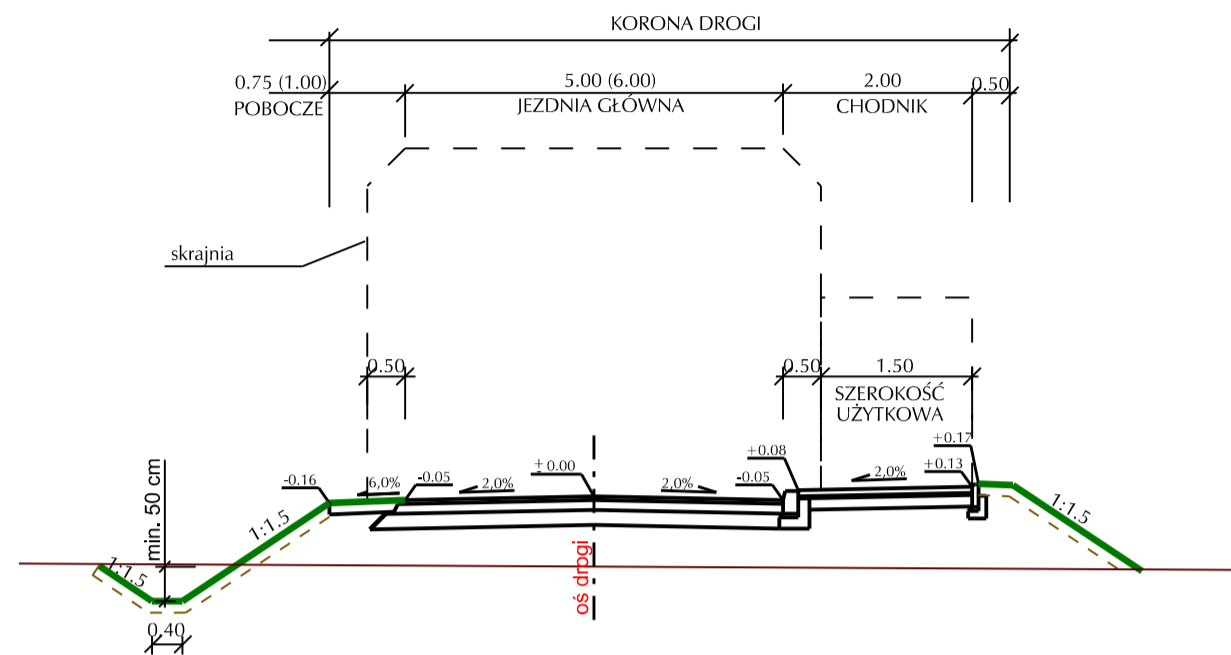 KORONA DROGI
0.75 (1.00)
5.00 (6.00)
2.00
0.50
POBOCZE
JEZDNIA GŁÓWNA
CHODNIK
skrajnia
0.50
0.50
1.50
SZEROKOŚĆ
UŻYTKOWA
+0.17
+0.08
-0.16
6,0%
-0.05
2,0%
± 0.00
2,0%
-0.05
2,0%
+0.13
min. 50 cm
1:1.5
1:1.5
1:1.5
oś drogi
0.40